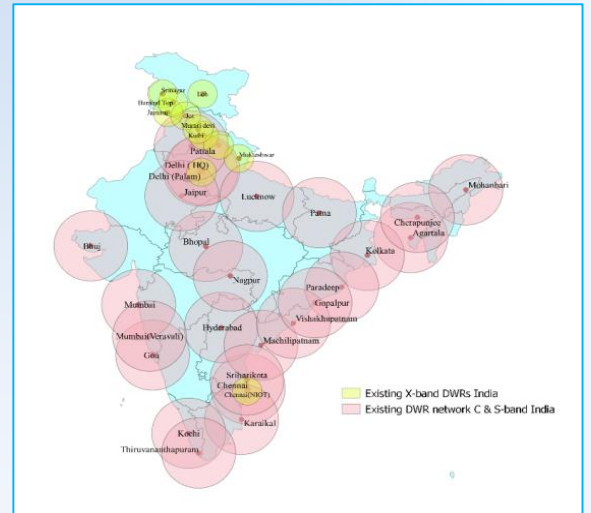 Srinagar
Leh
Banihal Top
Jammu
Jot
Murari devi
Kufri
Patiala
Mukteshwar
Delhi ( HQ)
Delhi (Palam)
Jaipur
Lucknow
Patna
Mohanbari
Cherapunjee
Agartala
Bhuj
Bhopal
Kolkata
Nagpur
Paradeep
Gopalpur
Mumbai
Vishakhapatnam
Hyderabad
Mumbai(Veravali)
Machilipatnam
Goa
Sriharikota
Chennai
Chennai(NIOT)
Existing X-band DWRs India
Existing DWR network C & S-band India
Karaikal
Kochi
Thiruvananthapuram